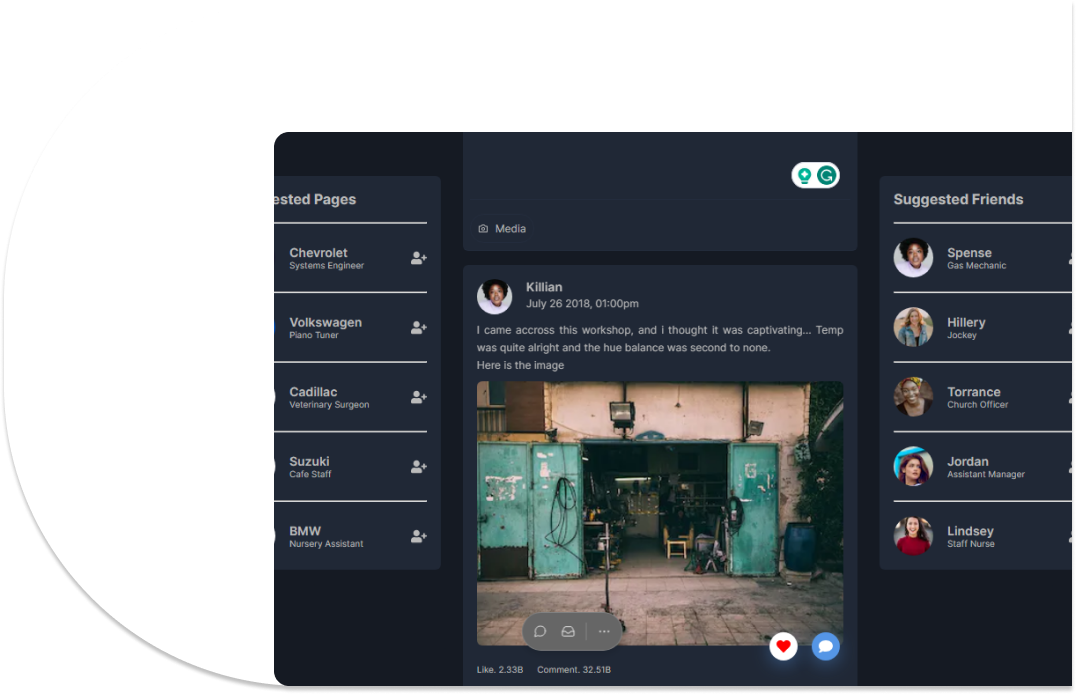 ested Pages
Chevrolet
Systems Engineer
Volkswagen
Piano Tuner
Cadillac
Veterinary Surgeon
Suzuki
Cafe Staff
BMW
Nursery Assistant
Media
Killian
July 26 2018, 01:00pm
I came accross this workshop, and i thought it was captivating... Temp
was quite alright and the hue balance was second to none.
Here is the image
Like. 2.33B Comment. 32.51B
Suggested Friends
Spense
Gas Mechanic
Hillery
Jockey
Torrance
Church Officer
Jordan
Assistant Manager
Lindsey
Staff Nurse